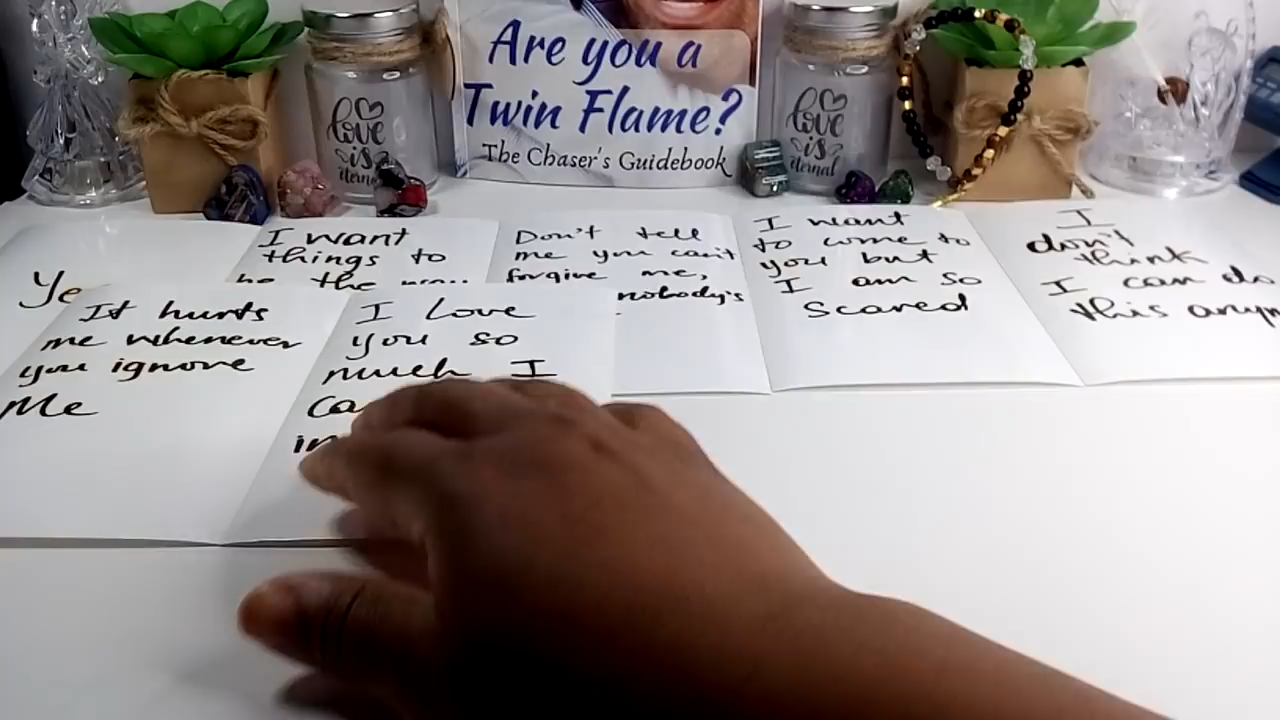 Are you a
Twin Flame?
The Chaser's Guidebook
love
is
love
is
eternal
I want
things to
be the
Don't tell
me you can't
forgive me,
nobody's
I want
to come to
you but
I am so
Scared
I
don't
think
I can do
this
It hurts
me whenever
you ignore
Me
I Love
you so
much I